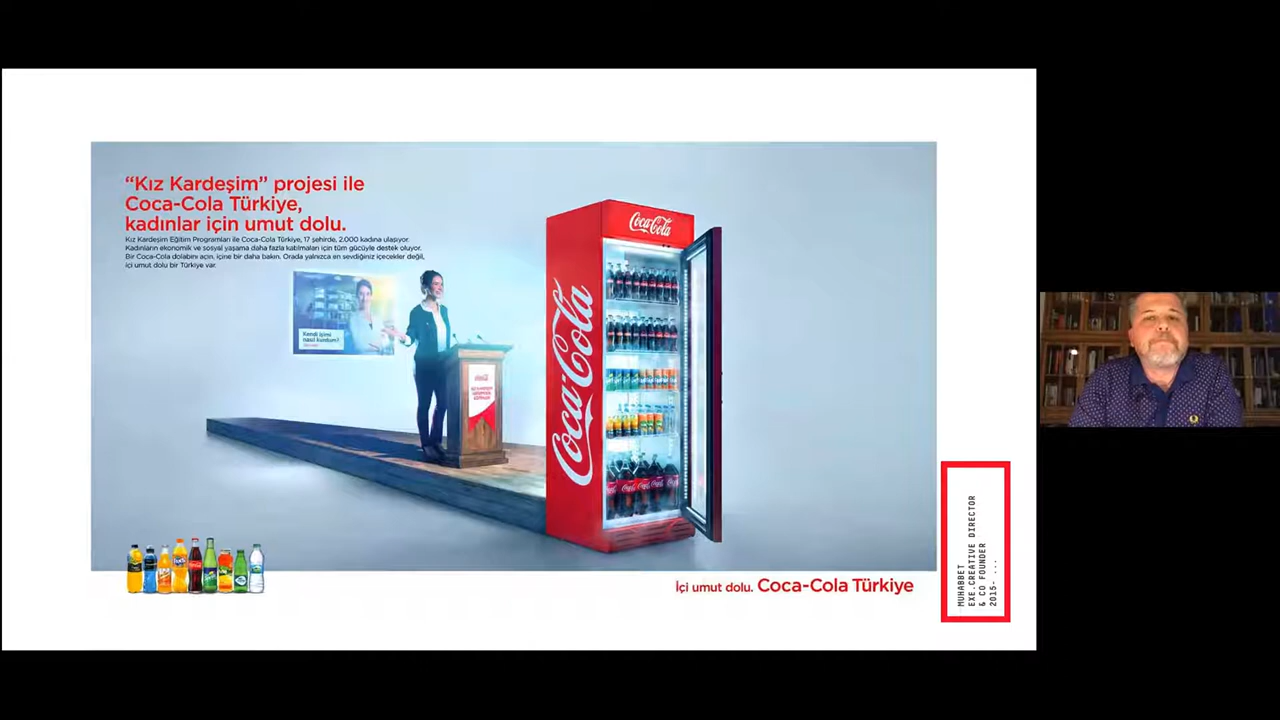 “Kız Kardeşim” projesi ile
Coca-Cola Türkiye,
kadınlar için umut dolu.
Kız Kardeşim Eğitim Programları ile Coca-Cola Türkiye, 17 şehirde, 2.000 kadına ulaşıyor.
Kadınların ekonomik ve sosyal yaşama daha fazla katılmaları için tüm gücüyle destek oluyor.
Bir Coca-Cola dolabını açın, içine bir daha bakın. Orada yalnızca en sevdiğiniz içecekler değil,
içi umut dolu bir Türkiye var.
Kendi işimi
nasıl kurdum?
Coca-Cola
Coca-Cola
İçi umut dolu. Coca-Cola Türkiye
MUHABBET
EXE.CREATIVE DIRECTOR
& CO FOUNDER
2015- ...